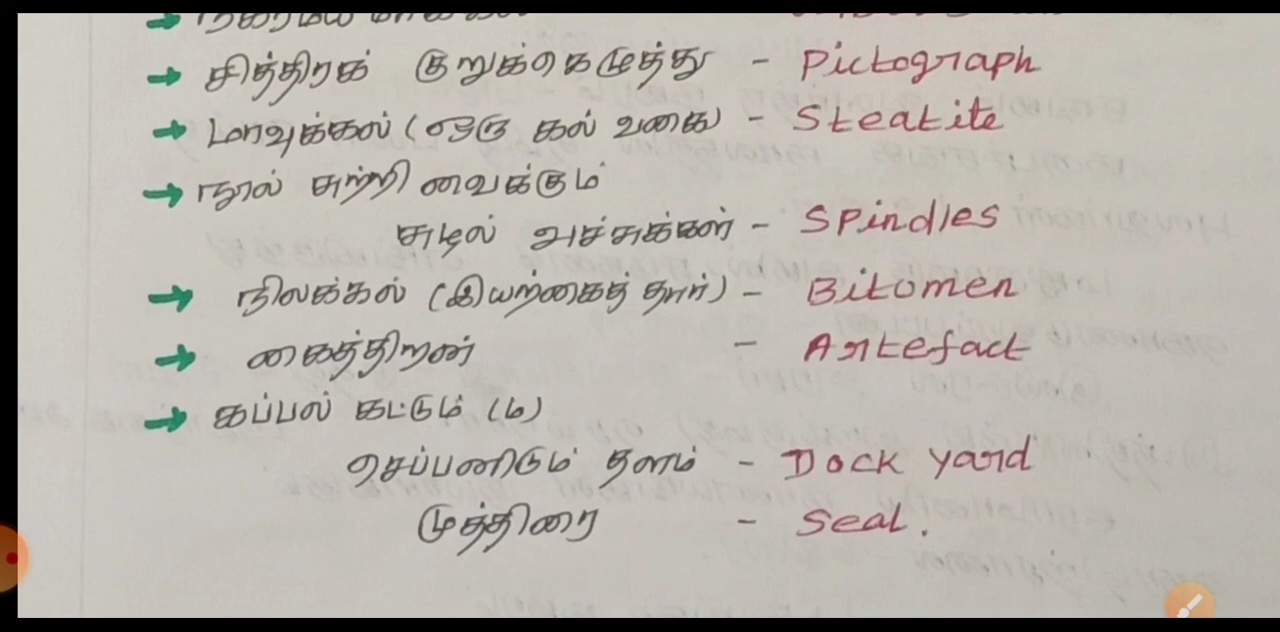 → சித்திரக் குறுக்கெழுத்து - Pictograph
→ மாவுக்கல் (ஒரு கல் வகை) - Steatite
→ நூல் சுற்றி வைக்கும்
சுழல் அச்சுக்கள் - Spindles
→ நிலக்கல் (இயற்கைத் தார்) - Bitomen
→ கைத்திறன் - Artefact
→ கப்பல் கட்டும் (ம)
செப்பனிடும் தளம் - Dock yard
முத்திரை - Seal.